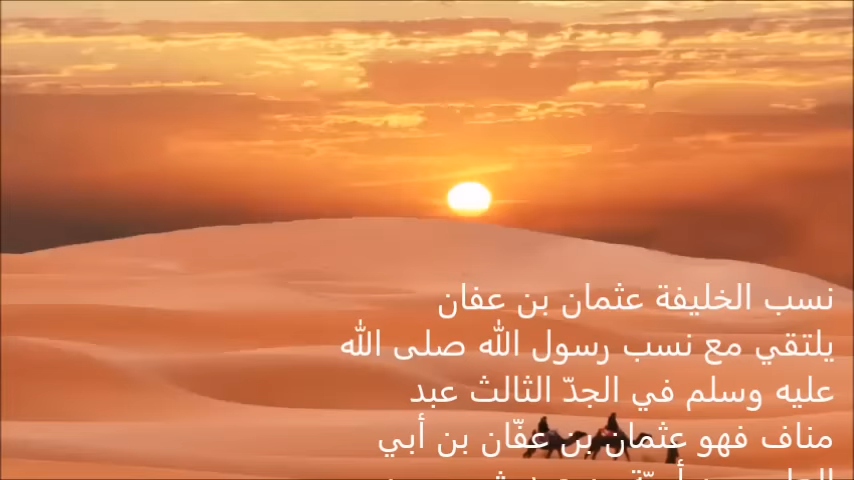 نسب الخليفة عثمان بن عفان
يلتقي مع نسب رسول الله صلى الله
عليه وسلم في الجدّ الثالث عبد
مناف فهو عثمان بن عفّان بن أبي